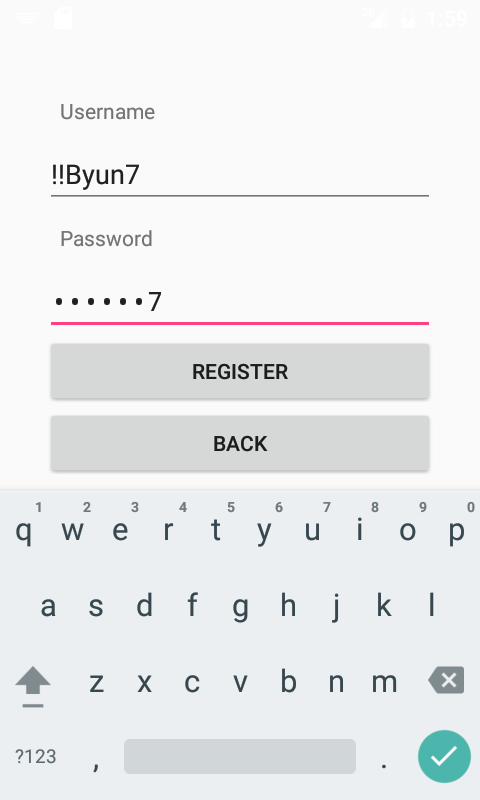 1:59
Username
!!Byun7
Password
••••••7
REGISTER
BACK
1 2 3 4 5 6 7 8 9 0
q w e r t y u i o p
a s d f g h j k l
z x c v b n m
?123 , .